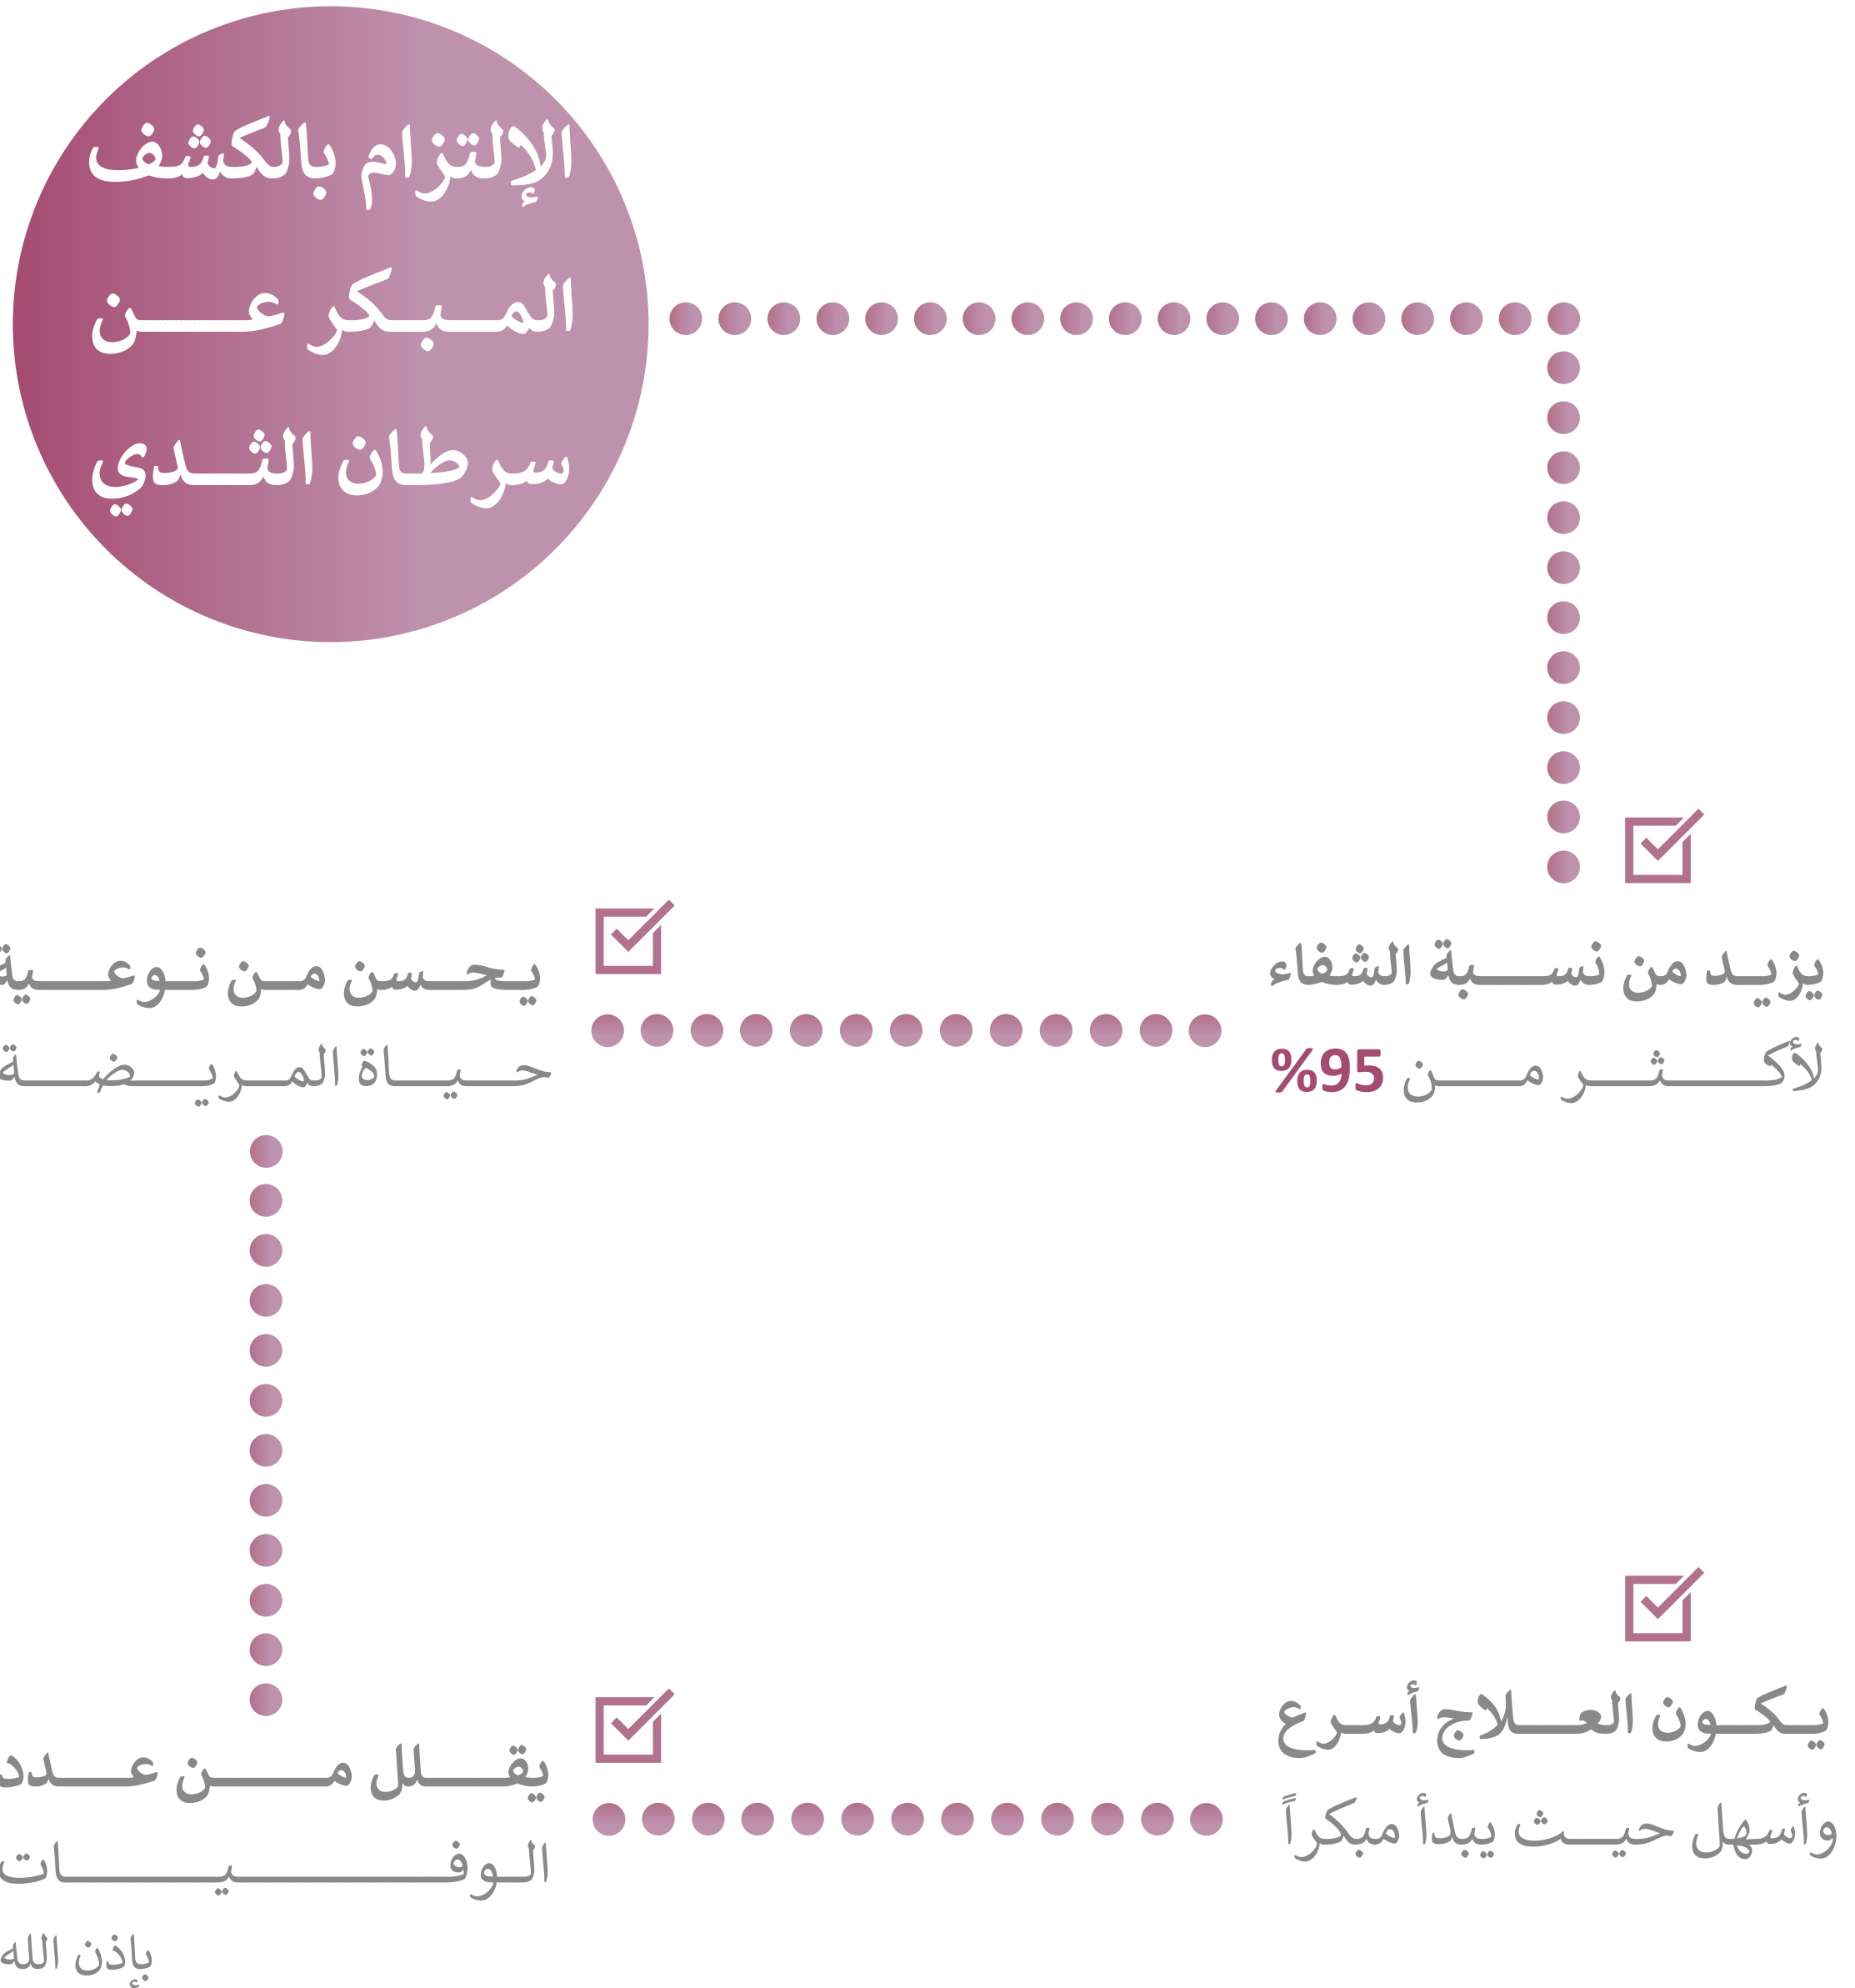 الإلتزام بالكشف
المبكر عن
سرطان الثدي
يزيد نسبة الشفاء
لأكثر من 95%
يحسن من نوعية
حياة المريضة
يكون العلاج أسرع
وأسهل حيث يبدأ مبكراً
يقلل من عدد
الوفيات
بإذن الله